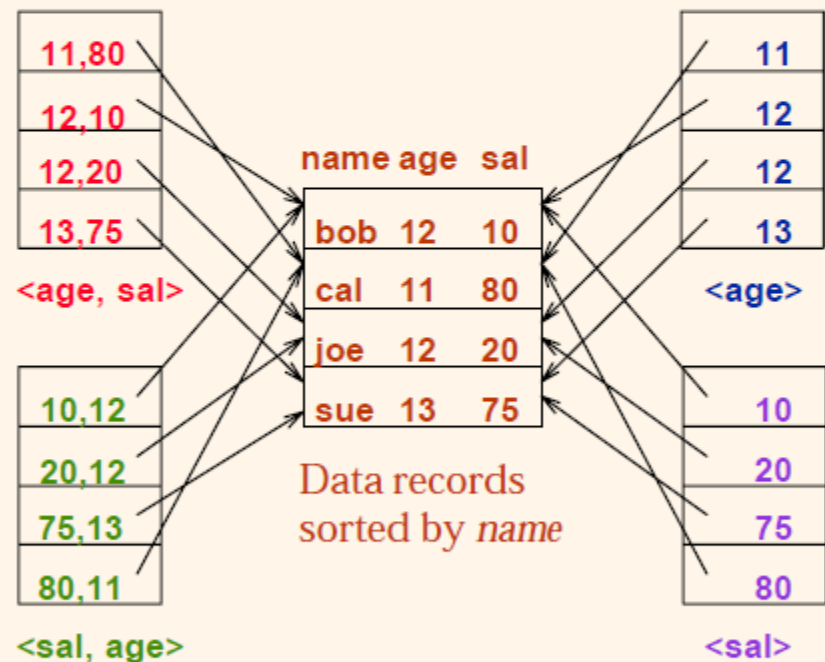 11,80
12,10
12,20
13,75
<age, sal>
10,12
20,12
75,13
80,11
<sal, age>
name age sal
bob 12 10
cal 11 80
joe 12 20
sue 13 75
Data records
sorted by name
11
12
12
13
<age>
10
20
75
80
<sal>